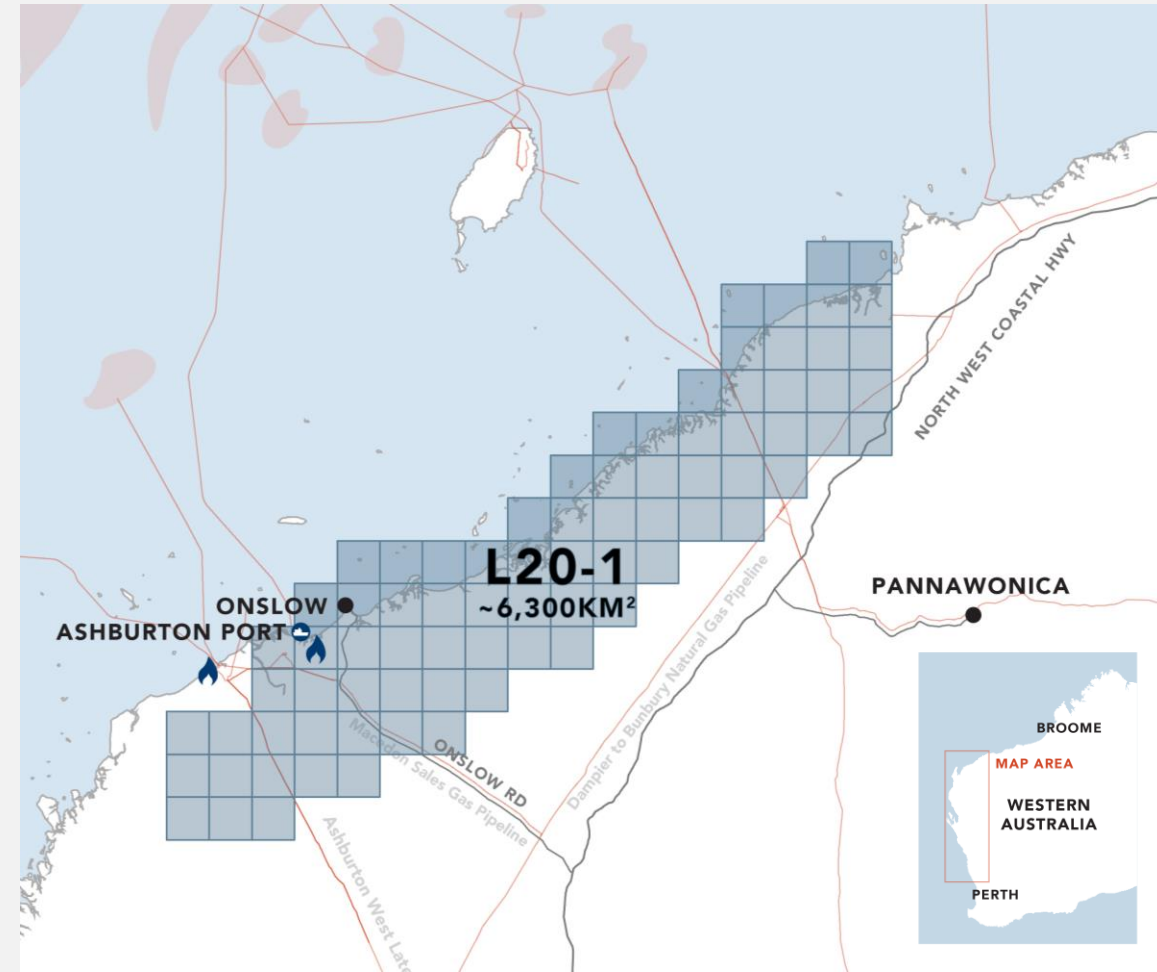 NORTH WEST COASTAL HWY
L20-1
~6,300KM²
ONSLOW
ASHBURTON PORT
PANNAWONICA
Dampier to Bunbury Natural Gas Pipeline
ONSLOW RD
Macedon Sales Gas Pipeline
Ashburton West Late
BROOME
MAP AREA
WESTERN
AUSTRALIA
PERTH